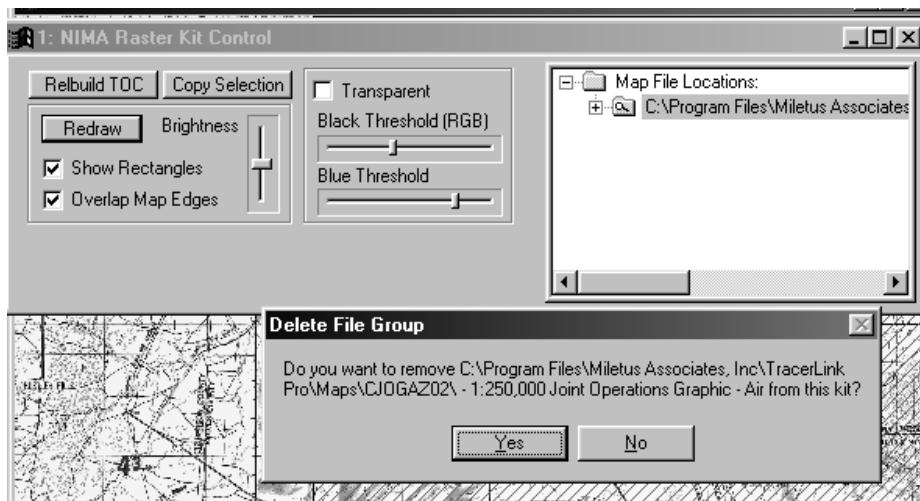 1: NIMA Raster Kit Control
Relbuild TOC
Copy Selection
Redraw
Brightness
Show Rectangles
Overlap Map Edges
Transparent
Black Threshold (RGB)
Blue Threshold
Map File Locations:
C:\Program Files\Miletus Associates
Delete File Group
Do you want to remove C:\Program Files\Miletus Associates, Inc\TracerLink
Pro\Maps\CJOGAZ02\ - 1:250,000 Joint Operations Graphic - Air from this kit?
Yes
No